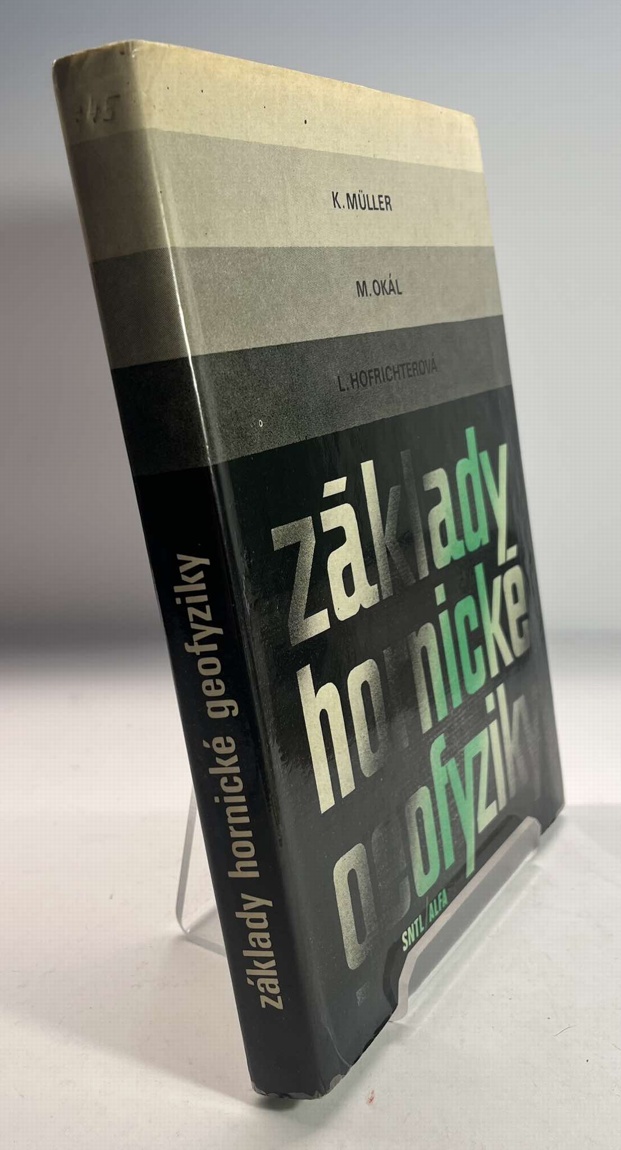 K. MÜLLER
M. OKÁL
L. HOFRICHTEROVÁ
základy
hornické
geofyziky
SNTL/ALFA
základy hornické geofyziky